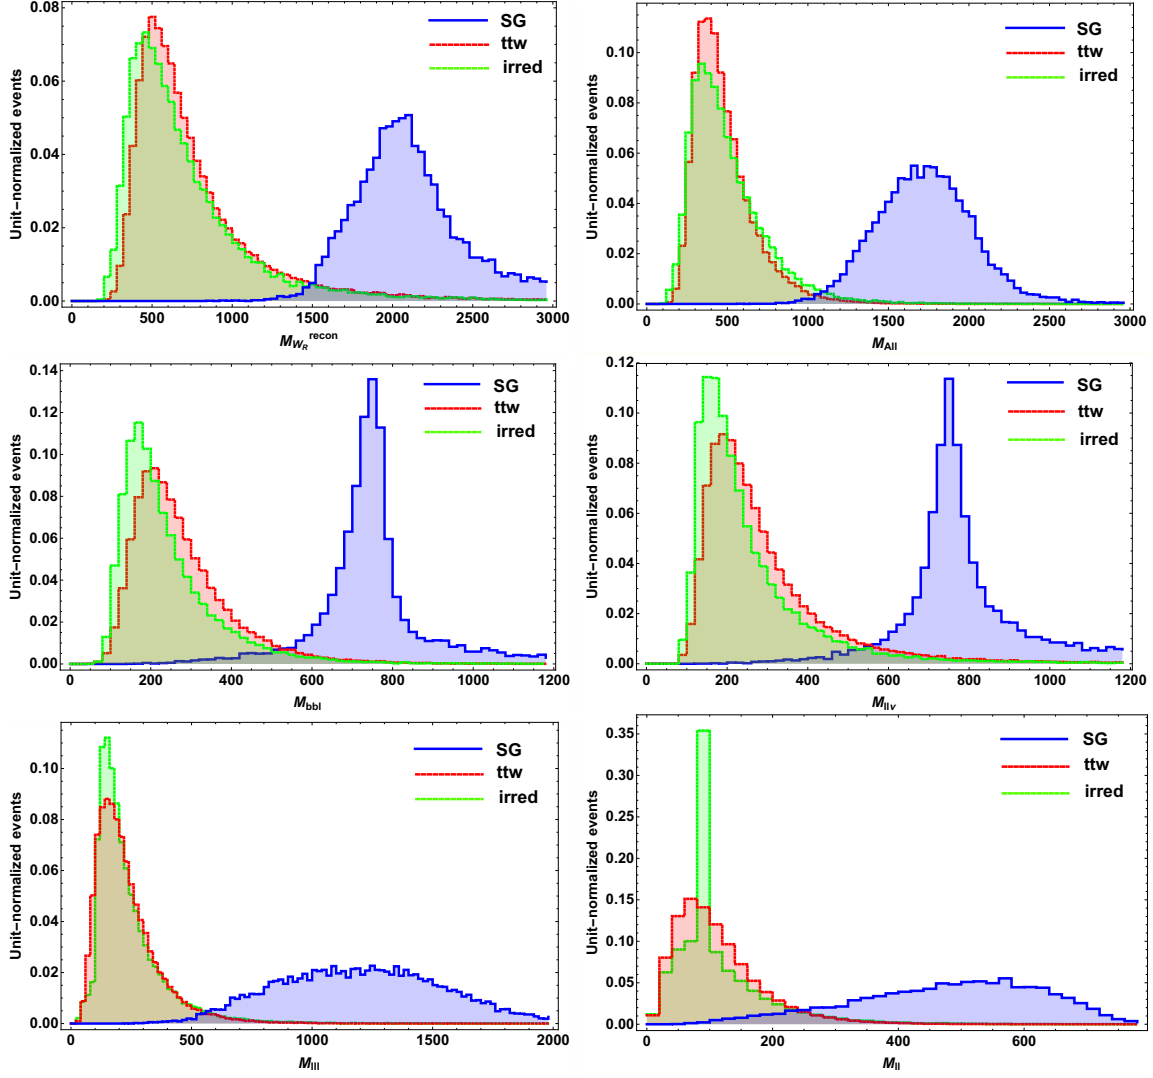 Unit-normalized events
0.08
0.06
0.04
0.02
0.00
SG
ttw
irred
0 500 1000 1500 2000 2500 3000
M_{W_R}^{recon}
Unit-normalized events
0.10
0.08
0.06
0.04
0.02
0.00
SG
ttw
irred
0 500 1000 1500 2000 2500 3000
M_{All}
Unit-normalized events
0.14
0.12
0.10
0.08
0.06
0.04
0.02
0.00
SG
ttw
irred
0 200 400 600 800 1000 1200
M_{bbl}
Unit-normalized events
0.12
0.10
0.08
0.06
0.04
0.02
0.00
SG
ttw
irred
0 200 400 600 800 1000 1200
M_{llν}
Unit-normalized events
0.10
0.08
0.06
0.04
0.02
0.00
SG
ttw
irred
0 500 1000 1500 2000
M_{lll}
Unit-normalized events
0.35
0.30
0.25
0.20
0.15
0.10
0.05
0.00
SG
ttw
irred
0 200 400 600
M_{ll}